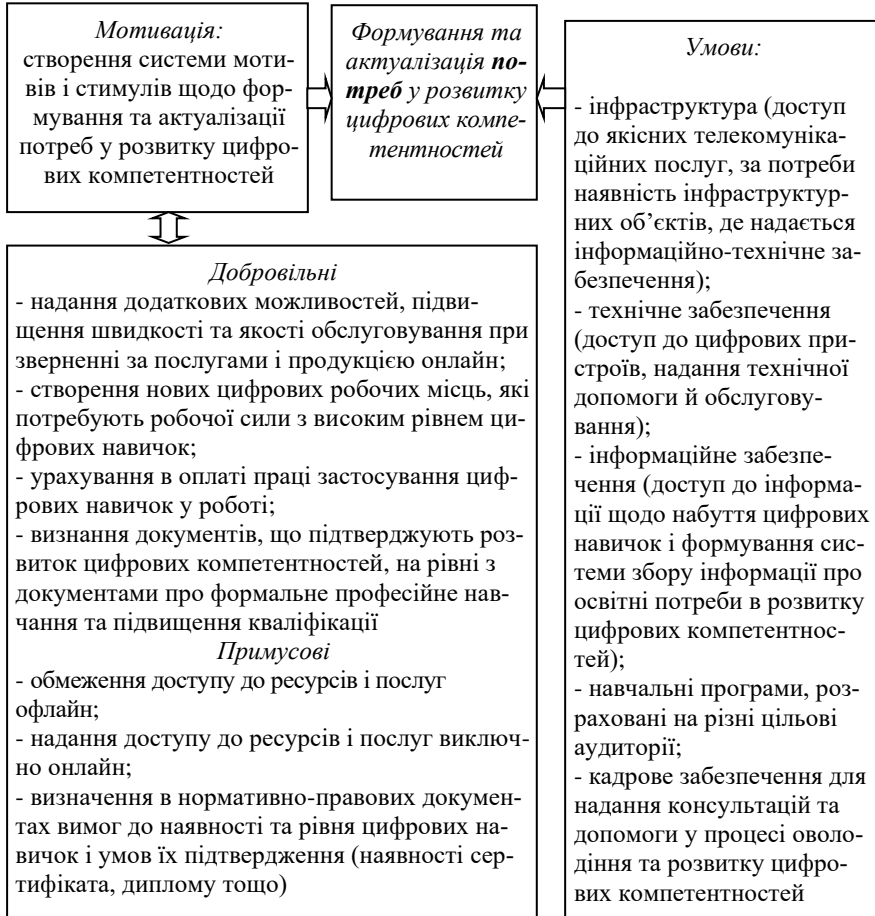 Мотивація:
створення системи моти-
вів і стимулів щодо фор-
мування та актуалізації
потреб у розвитку цифро-
вих компетентностей
Формування та
актуалізація по-
треб у розвитку
цифрових компе-
тентностей
Умови:
- інфраструктура (доступ
до якісних телекомуніка-
ційних послуг, за потреби
наявність інфраструктур-
них об’єктів, де надається
інформаційно-технічне за-
безпечення);
- технічне забезпечення
(доступ до цифрових при-
строїв, надання технічної
допомоги й обслугову-
вання);
- інформаційне забезпе-
чення (доступ до інформа-
ції щодо набуття цифрових
навичок і формування сис-
теми збору інформації про
освітні потреби в розвитку
цифрових компетентнос-
тей);
- навчальні програми, роз-
раховані на різні цільові
аудиторії;
- кадрове забезпечення для
надання консультацій та
допомоги у процесі оволо-
діння та розвитку цифро-
вих компетентностей
Добровільні
- надання додаткових можливостей, підви-
щення швидкості та якості обслуговування при
зверненні за послугами і продукцією онлайн;
- створення нових цифрових робочих місць, які
потребують робочої сили з високим рівнем ци-
фрових навичок;
- урахування в оплаті праці застосування циф-
рових навичок у роботі;
- визнання документів, що підтверджують роз-
виток цифрових компетентностей, на рівні з
документами про формальне професійне нав-
чання та підвищення кваліфікації
Примусові
- обмеження доступу до ресурсів і послуг
офлайн;
- надання доступу до ресурсів і послуг виключ-
но онлайн;
- визначення в нормативно-правових докумен-
тах вимог до наявності та рівня цифрових на-
вичок і умов їх підтвердження (наявності сер-
тифіката, диплому тощо)